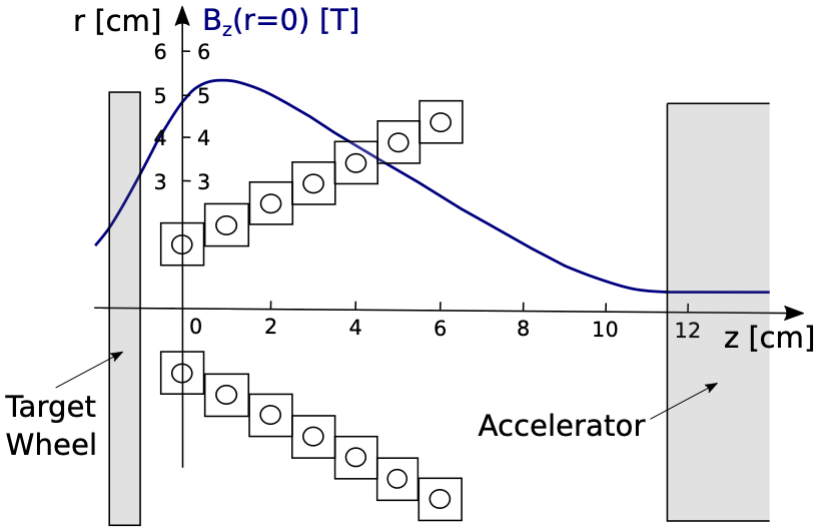 r [cm] B_z(r=0) [T]
6 6
5 5
4 4
3 3
0 2 4 6 8 10 12
z [cm]
Target
Wheel
Accelerator